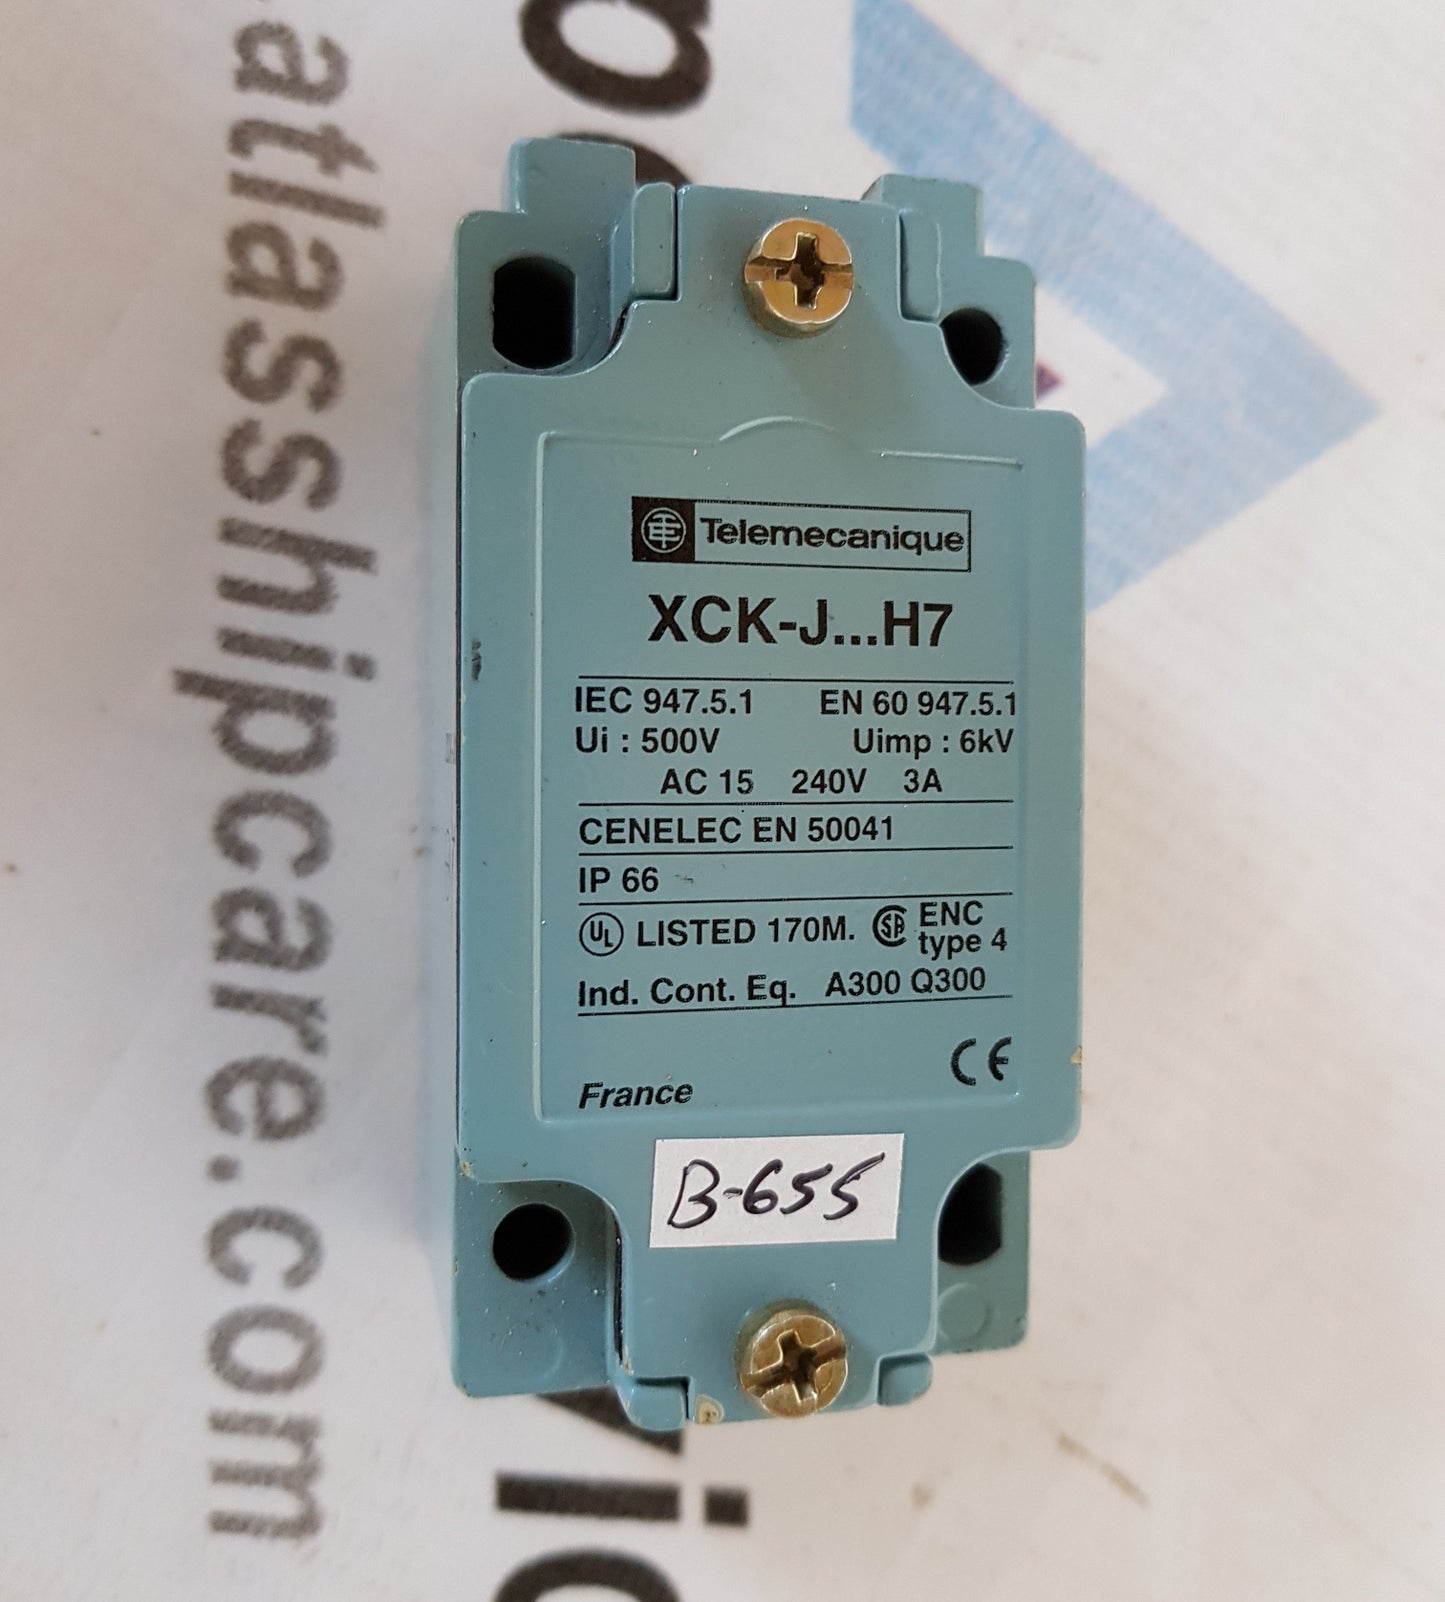 Telemecanique
XCK-J...H7
IEC 947.5.1 EN 60 947.5.1
Ui : 500V Uimp : 6kV
AC 15 240V 3A
CENELEC EN 50041
IP 66
UL LISTED 170M. SA ENC
type 4
Ind. Cont. Eq. A300 Q300
CE
France
B-655
atlasshipcare.com